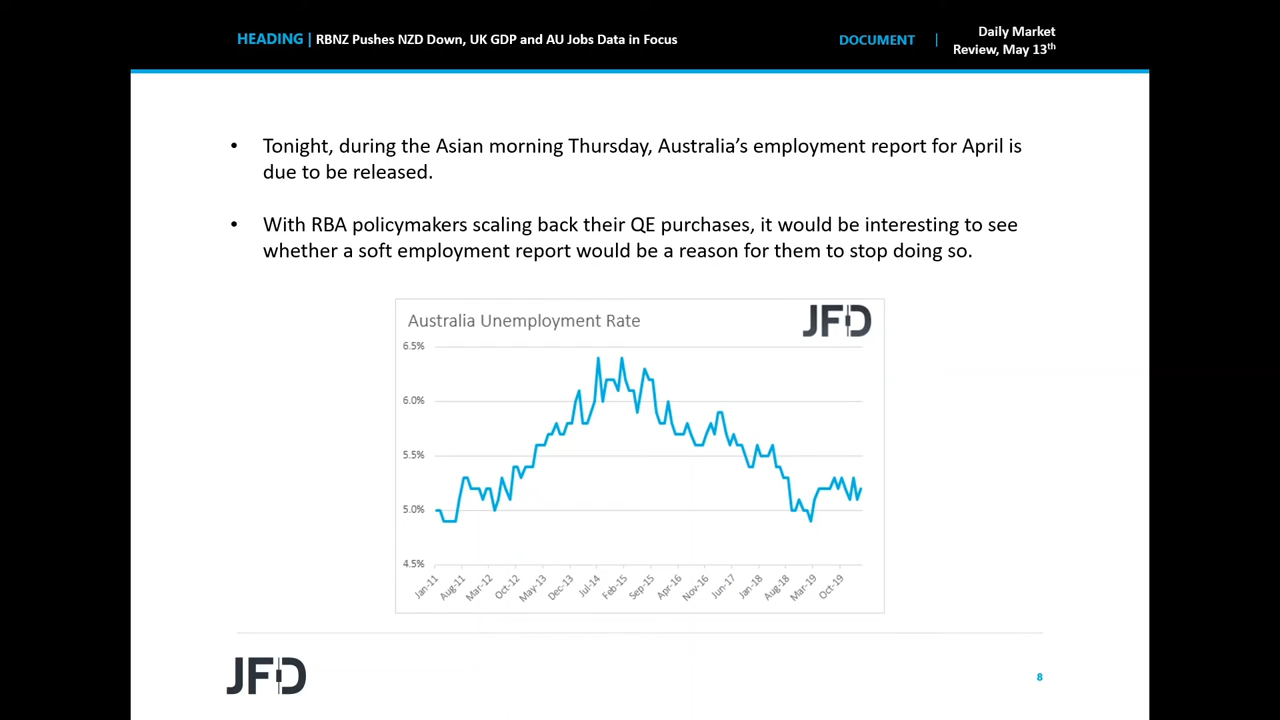 HEADING | RBNZ Pushes NZD Down, UK GDP and AU Jobs Data in Focus
DOCUMENT | Daily Market
Review, May 13th
• Tonight, during the Asian morning Thursday, Australia’s employment report for April is
due to be released.
• With RBA policymakers scaling back their QE purchases, it would be interesting to see
whether a soft employment report would be a reason for them to stop doing so.
Australia Unemployment Rate
JFD
6.5%
6.0%
5.5%
5.0%
4.5%
Jan-11 Aug-11 Mar-12 Oct-12 May-13 Dec-13 Jul-14 Feb-15 Sep-15 Apr-16 Nov-16 Jun-17 Jan-18 Aug-18 Mar-19 Oct-19
JFD
8